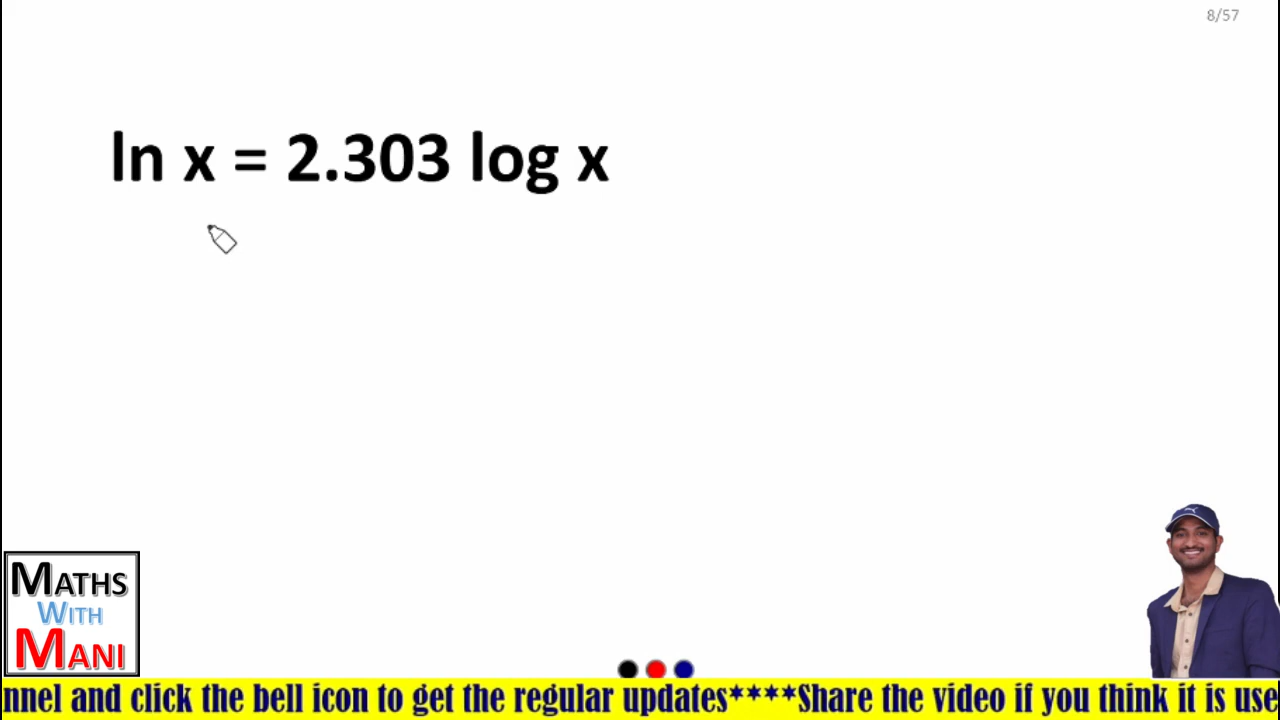 8/57
ln x = 2.303 log x
MATHS
WITH
MANI
nnel and click the bell icon to get the regular updates****Share the video if you think it is use